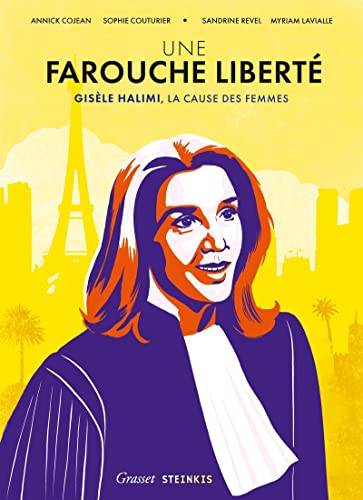 ANNICK COJEAN SOPHIE COUTURIER • SANDRINE REVEL MYRIAM LAVIALLE
UNE
FAROUCHE LIBERTÉ
GISÈLE HALIMI, LA CAUSE DES FEMMES
Grasset STEINKIS